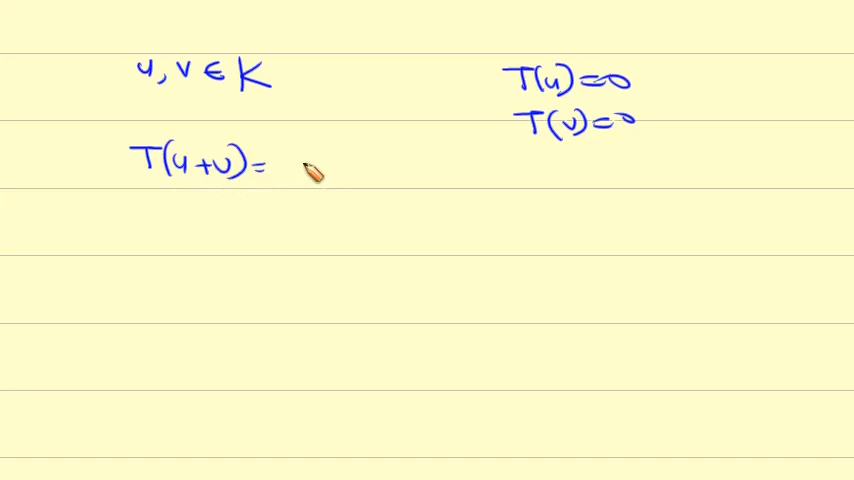 u, v ∈ K
T(u)=0
T(v)=0
T(u+v)=